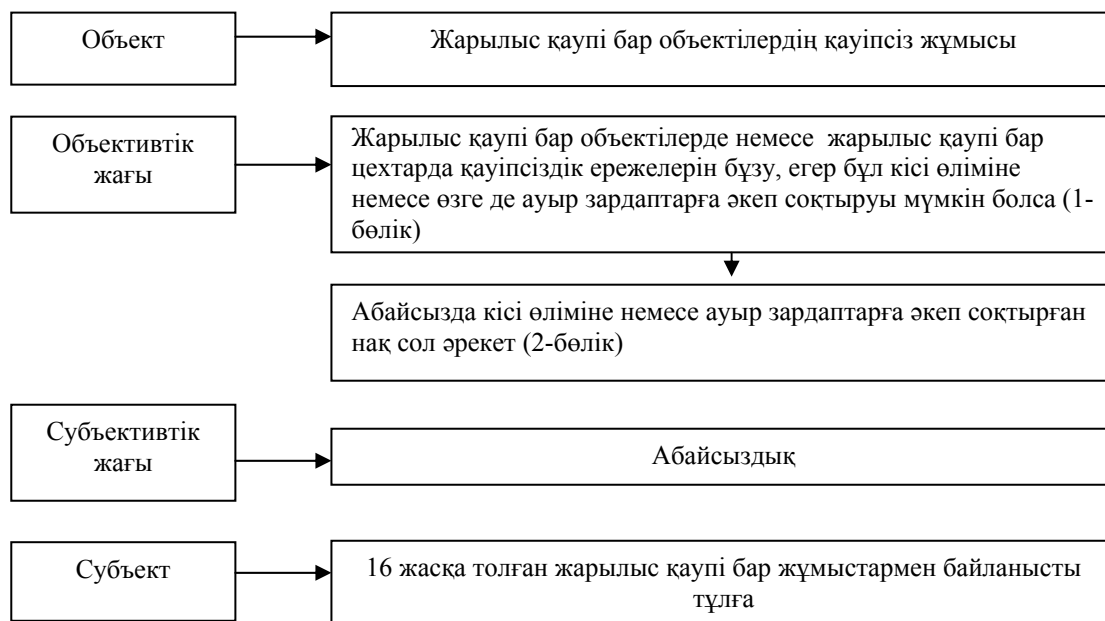 Объект
Жарылыс қаупі бар объектілердің қауіпсіз жұмысы
Объективтік
жағы
Жарылыс қаупі бар объектілерде немесе жарылыс қаупі бар
цехтарда қауіпсіздік ережелерін бұзу, егер бұл кісі өліміне
немесе өзге де ауыр зардаптарға әкеп соқтыруы мүмкін болса (1-
бөлік)
Абайсызда кісі өліміне немесе ауыр зардаптарға әкеп соқтырған
нақ сол әрекет (2-бөлік)
Субъективтік
жағы
Абайсыздық
Субъект
16 жасқа толған жарылыс қаупі бар жұмыстармен байланысты
тұлға